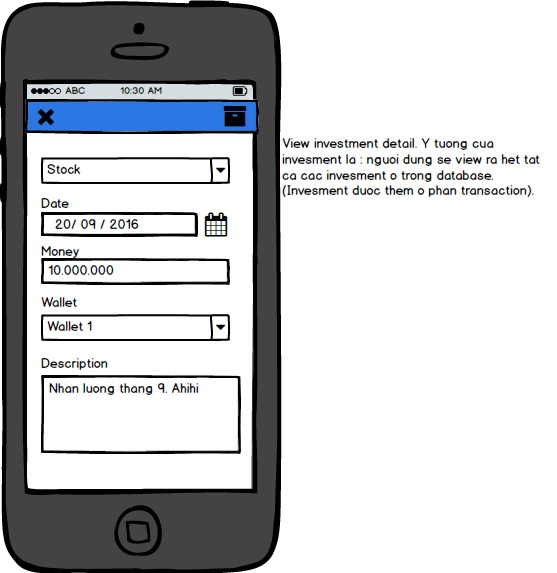 ABC 10:30 AM
Stock
Date
20/ 09 / 2016
Money
10.000.000
Wallet
Wallet 1
Description
Nhan luong thang 9. Ahihi
View investment detail. Y tuong cua
invesment la : nguoi dung se view ra het tat
ca cac invesment o trong database.
(Invesment duoc them o phan transaction).